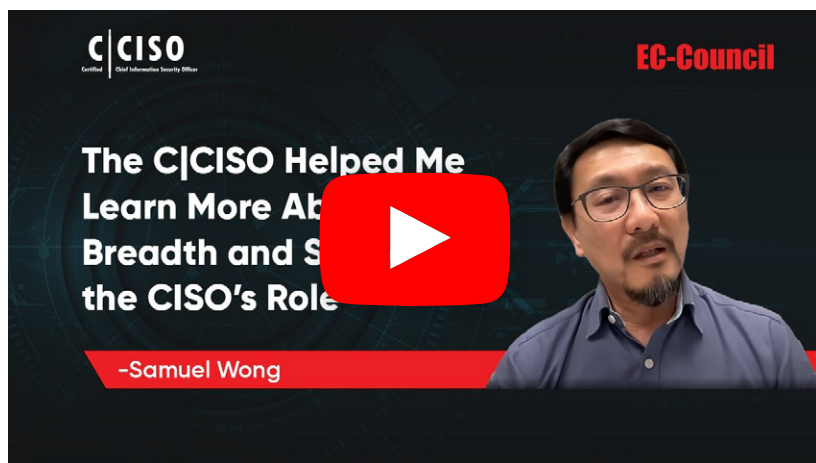 C|CISO
Certified Chief Information Security Officer
EC-Council
The C|CISO Helped Me
Learn More Ab
Breadth and S
the CISO's Role
-Samuel Wong